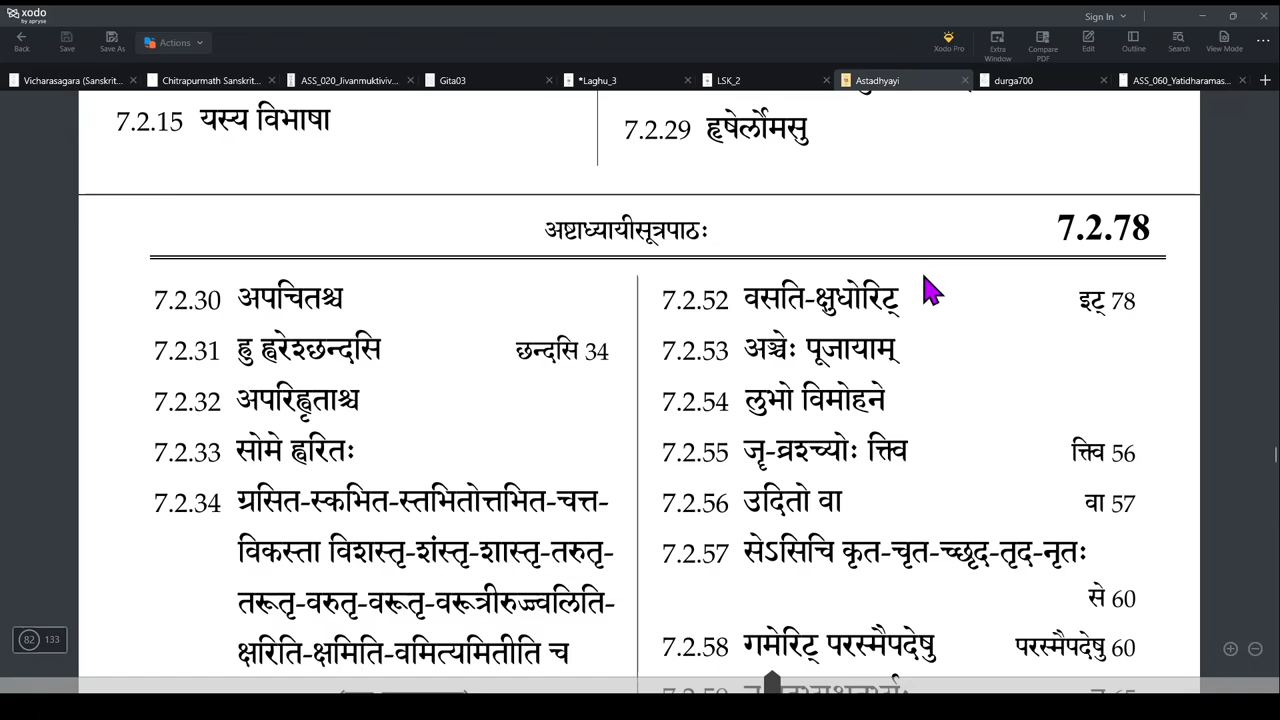 xodo
by apryse
Sign In
Back
Save
Save As
Actions
Xodo Pro
Extra Window
Compare PDF
Edit
Outline
Search
View Mode
Vicharasagara (Sanskrit...
Chitrapurmath Sanskrit...
ASS_020_Jivanmuktiviv...
Gita03
*Laghu_3
LSK_2
Astadhyayi
durga700
ASS_060_Yatidharamas...
7.2.15 यस्य विभाषा
7.2.29 हृषेर्लोमसु
अष्टाध्यायीसूत्रपाठः
7.2.78
7.2.30 अपचितश्च
7.2.31 ह्रु ह्वरेश्छन्दसि छन्दसि 34
7.2.32 अपरिह्वृताश्च
7.2.33 सोमे ह्वरितः
7.2.34 ग्रसित-स्कभित-स्तभितोत्तभित-चत्त-
विकस्ता विशस्तृ-शंस्तृ-शास्तृ-तरुतृ-
तरूतृ-वरुतृ-वरूतृ-वरूत्रीरुज्ज्वलिति-
क्षरिति-क्षमिति-वमित्यमितीति च
7.2.52 वसति-क्षुधोरिट् इट् 78
7.2.53 अञ्चेः पूजायाम्
7.2.54 लुभो विमोहने
7.2.55 जॄ-व्रश्च्योः क्त्वि क्त्वि 56
7.2.56 उदितो वा वा 57
7.2.57 सेऽसिचि कृत-चृत-च्छृद-तृद-नृतः
से 60
7.2.58 गमेरिट् परस्मैपदेषु परस्मैपदेषु 60
82 133